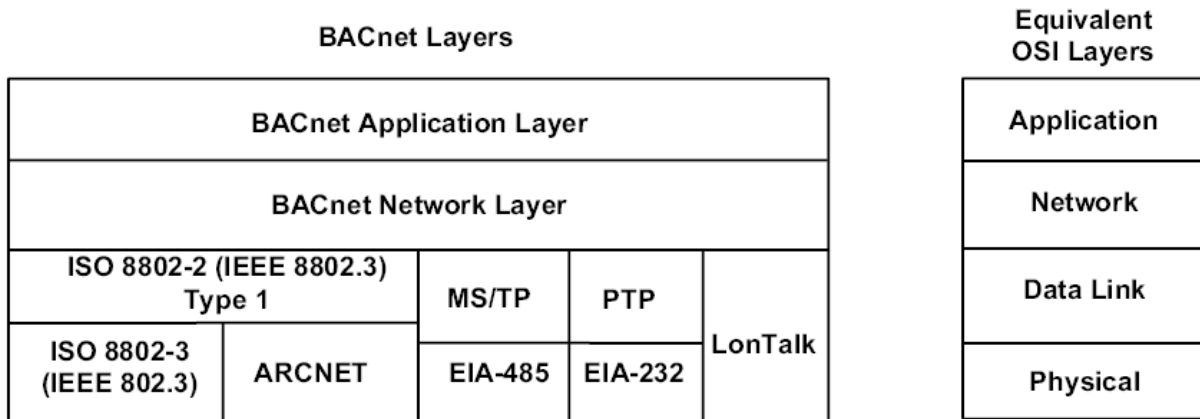 BACnet Layers
Equivalent
OSI Layers
BACnet Application Layer
Application
BACnet Network Layer
Network
ISO 8802-2 (IEEE 8802.3)
Type 1
MS/TP
PTP
LonTalk
Data Link
ISO 8802-3
(IEEE 802.3)
ARCNET
EIA-485
EIA-232
Physical